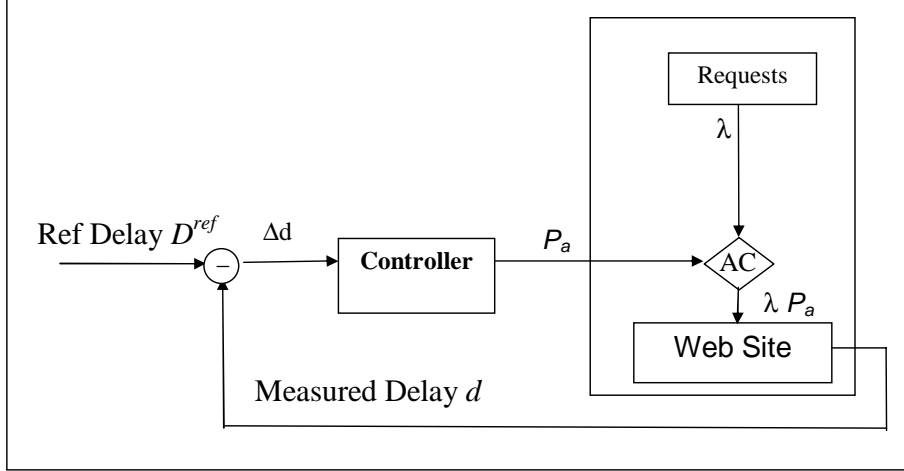 Requests
λ
Ref Delay D^ref
Δd
−
Controller
P_a
AC
λ P_a
Web Site
Measured Delay d